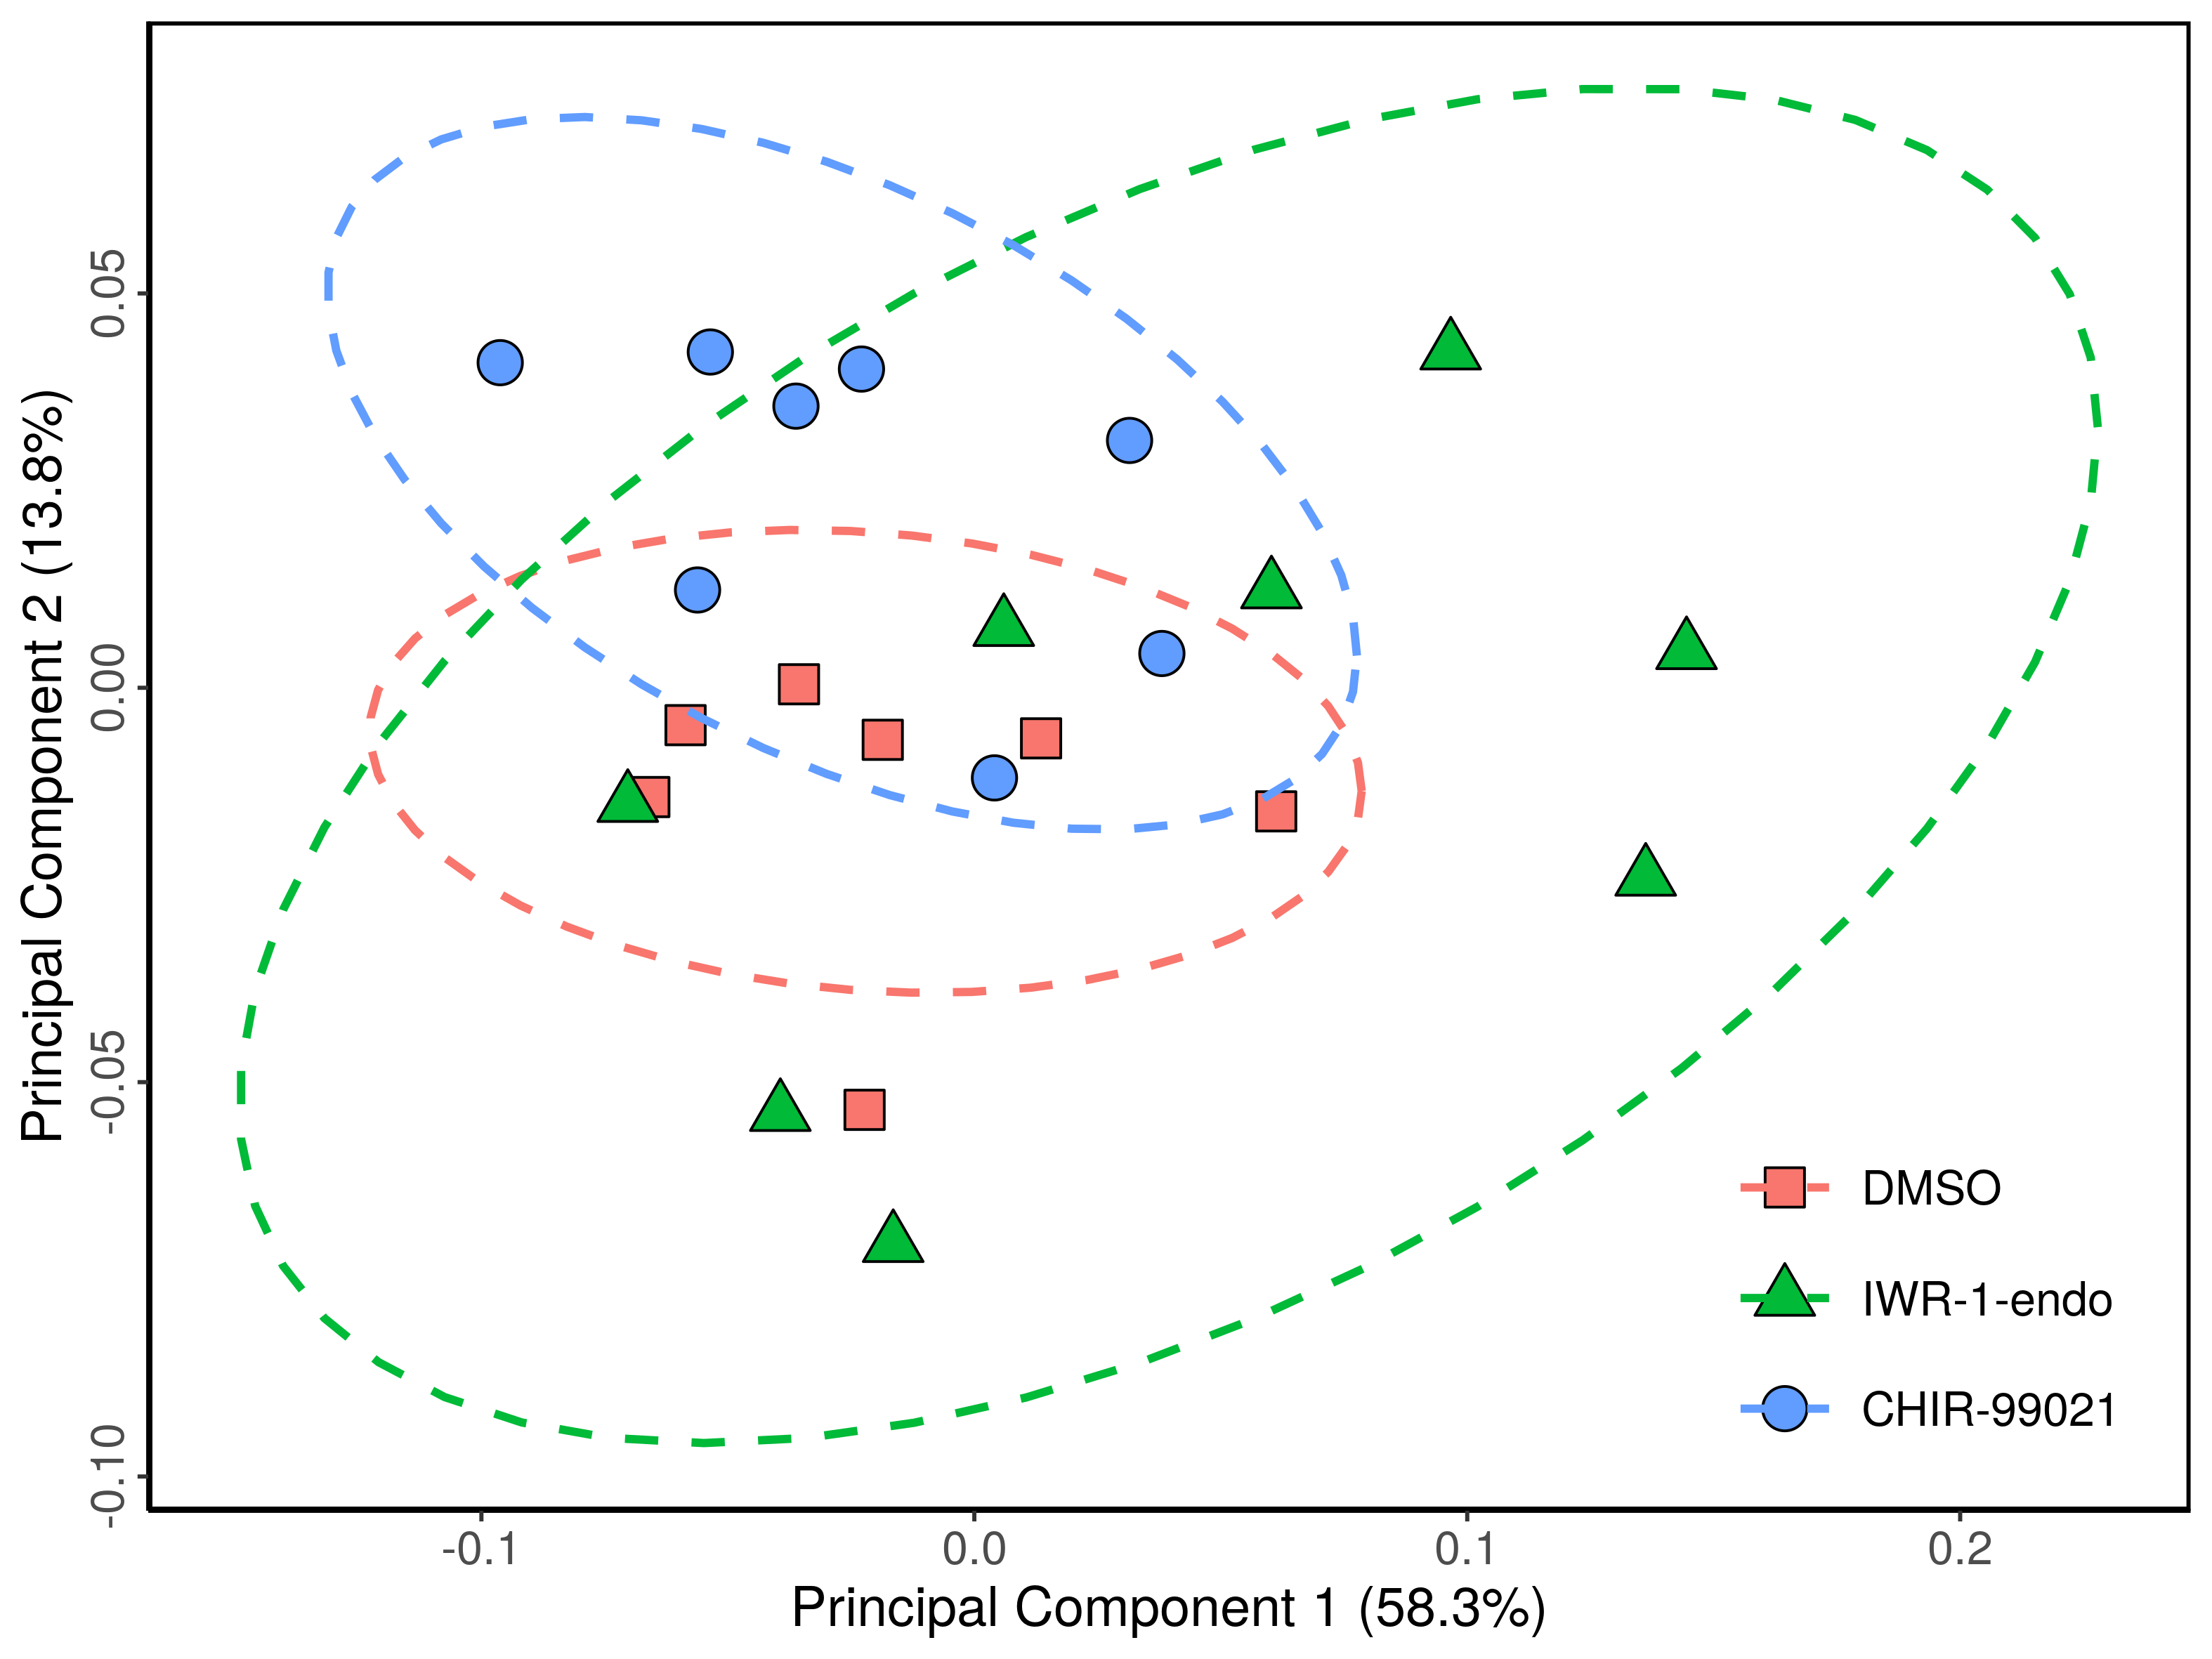 Principal Component 2 (13.8%)
0.05
0.00
-0.05
-0.10
DMSO
IWR-1-endo
CHIR-99021
-0.1
0.0
0.1
0.2
Principal Component 1 (58.3%)